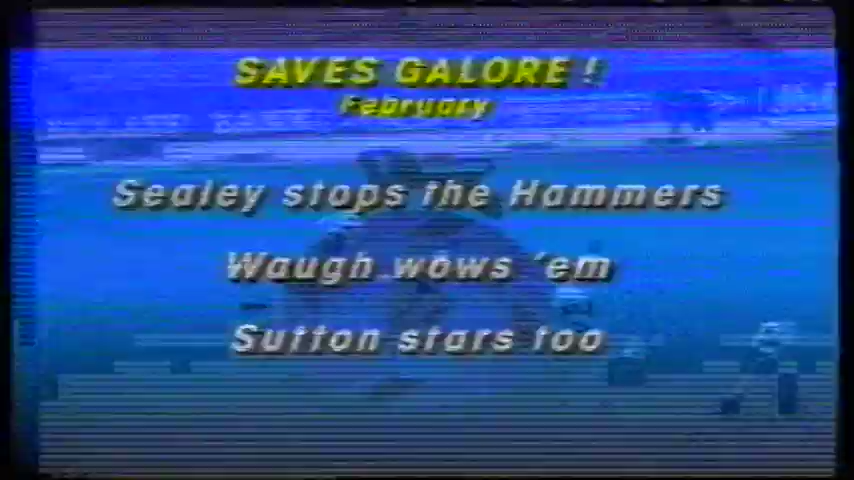 SAVES GALORE !
February
Sealey stops the Hammers
Waugh wows 'em
Sutton stars too